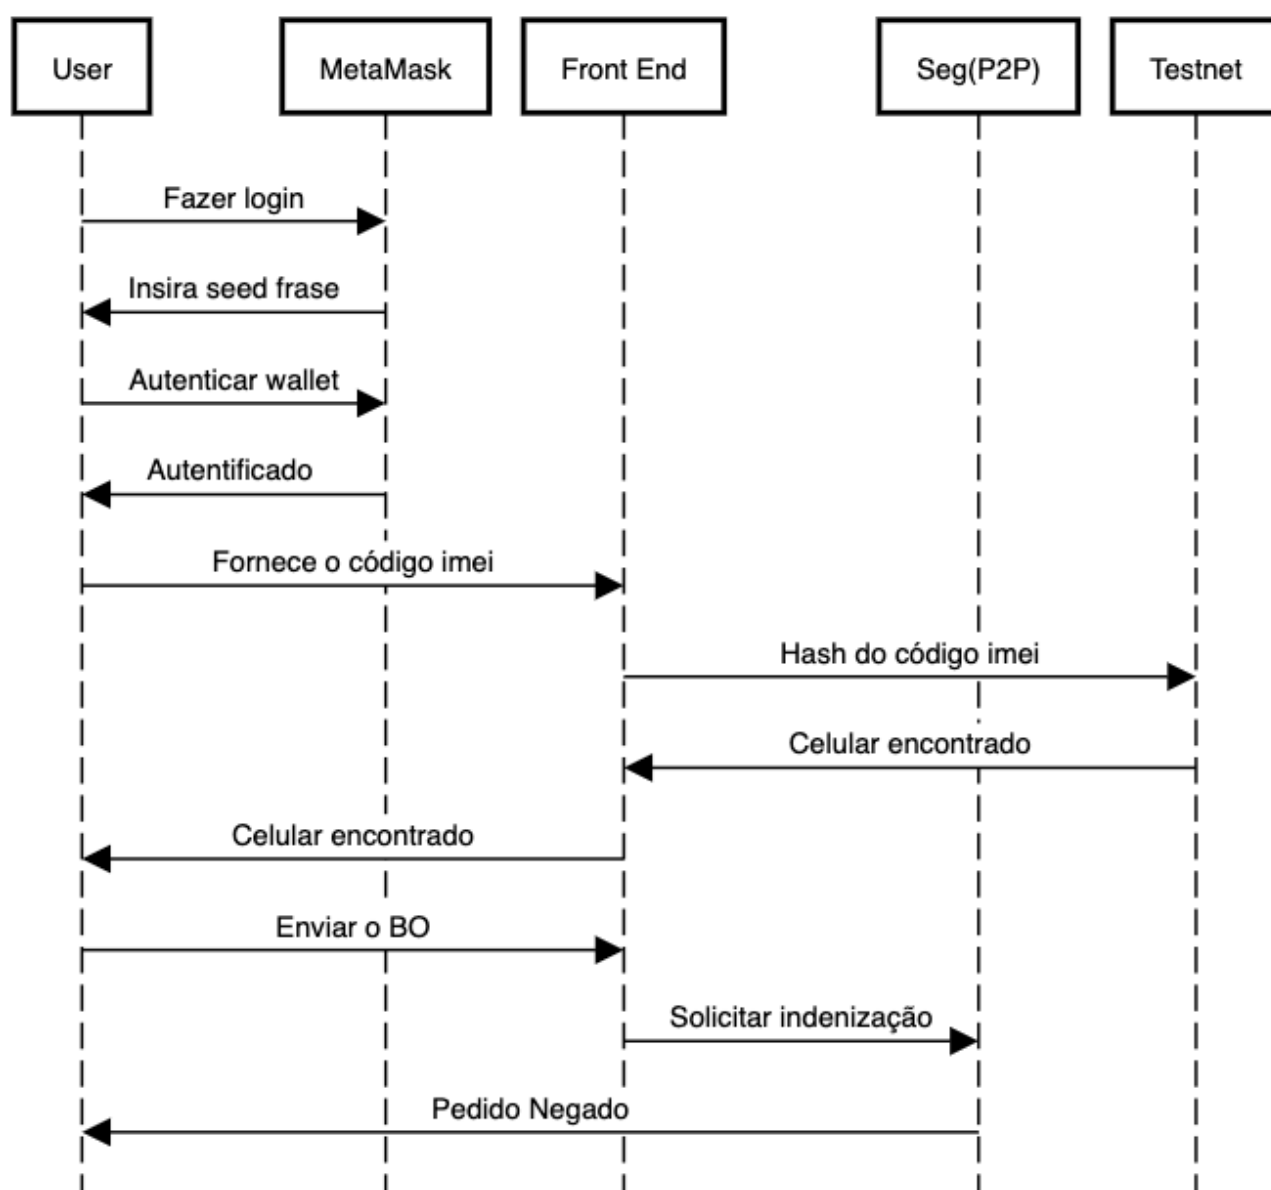 User
MetaMask
Front End
Seg(P2P)
Testnet
Fazer login
Insira seed frase
Autenticar wallet
Autentificado
Fornece o código imei
Hash do código imei
Celular encontrado
Celular encontrado
Enviar o BO
Solicitar indenização
Pedido Negado